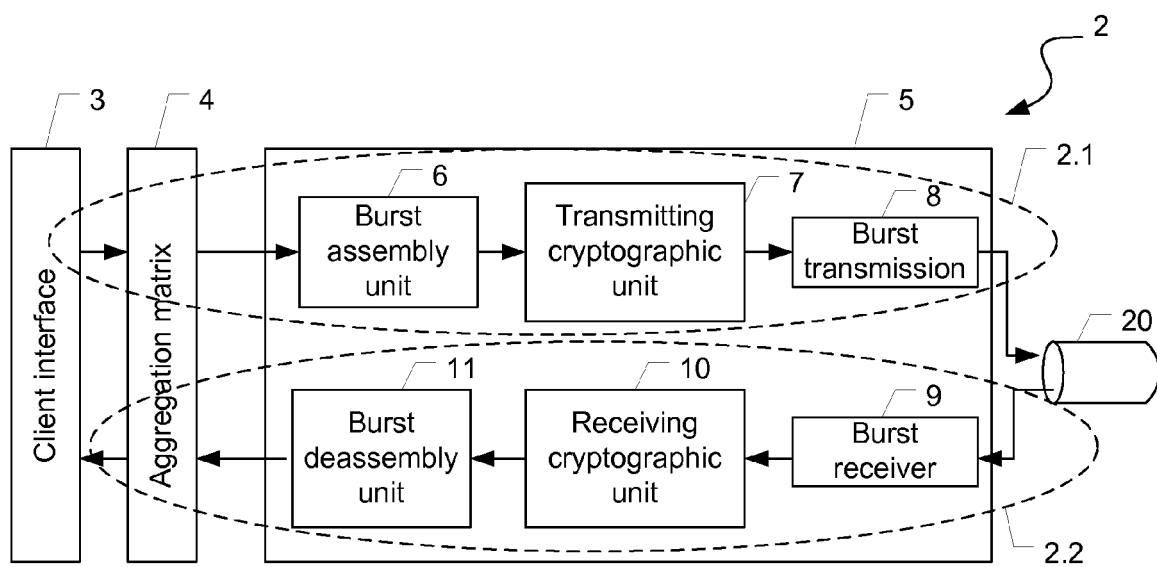 2
3
4
5
2.1
6
7
8
Burst
assembly
unit
Transmitting
cryptographic
unit
Burst
transmission
Client interface
Aggregation matrix
20
11
10
9
Burst
deassembly
unit
Receiving
cryptographic
unit
Burst
receiver
2.2